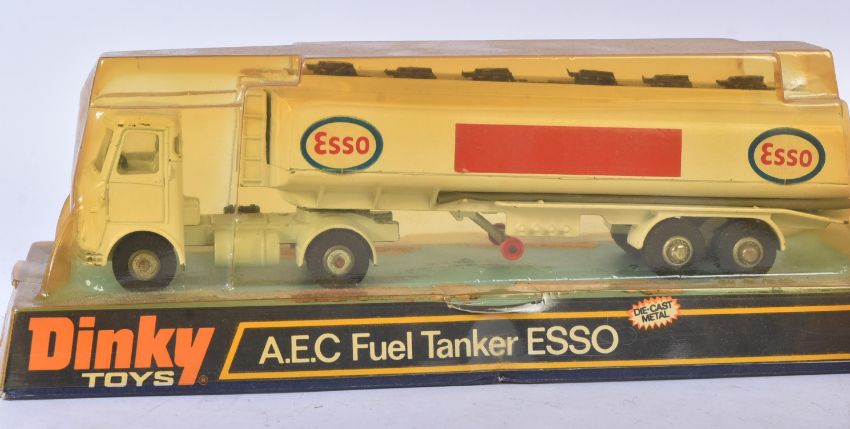 Esso
Esso
Dinky
TOYS®
A.E.C Fuel Tanker ESSO
DIE-CAST
METAL